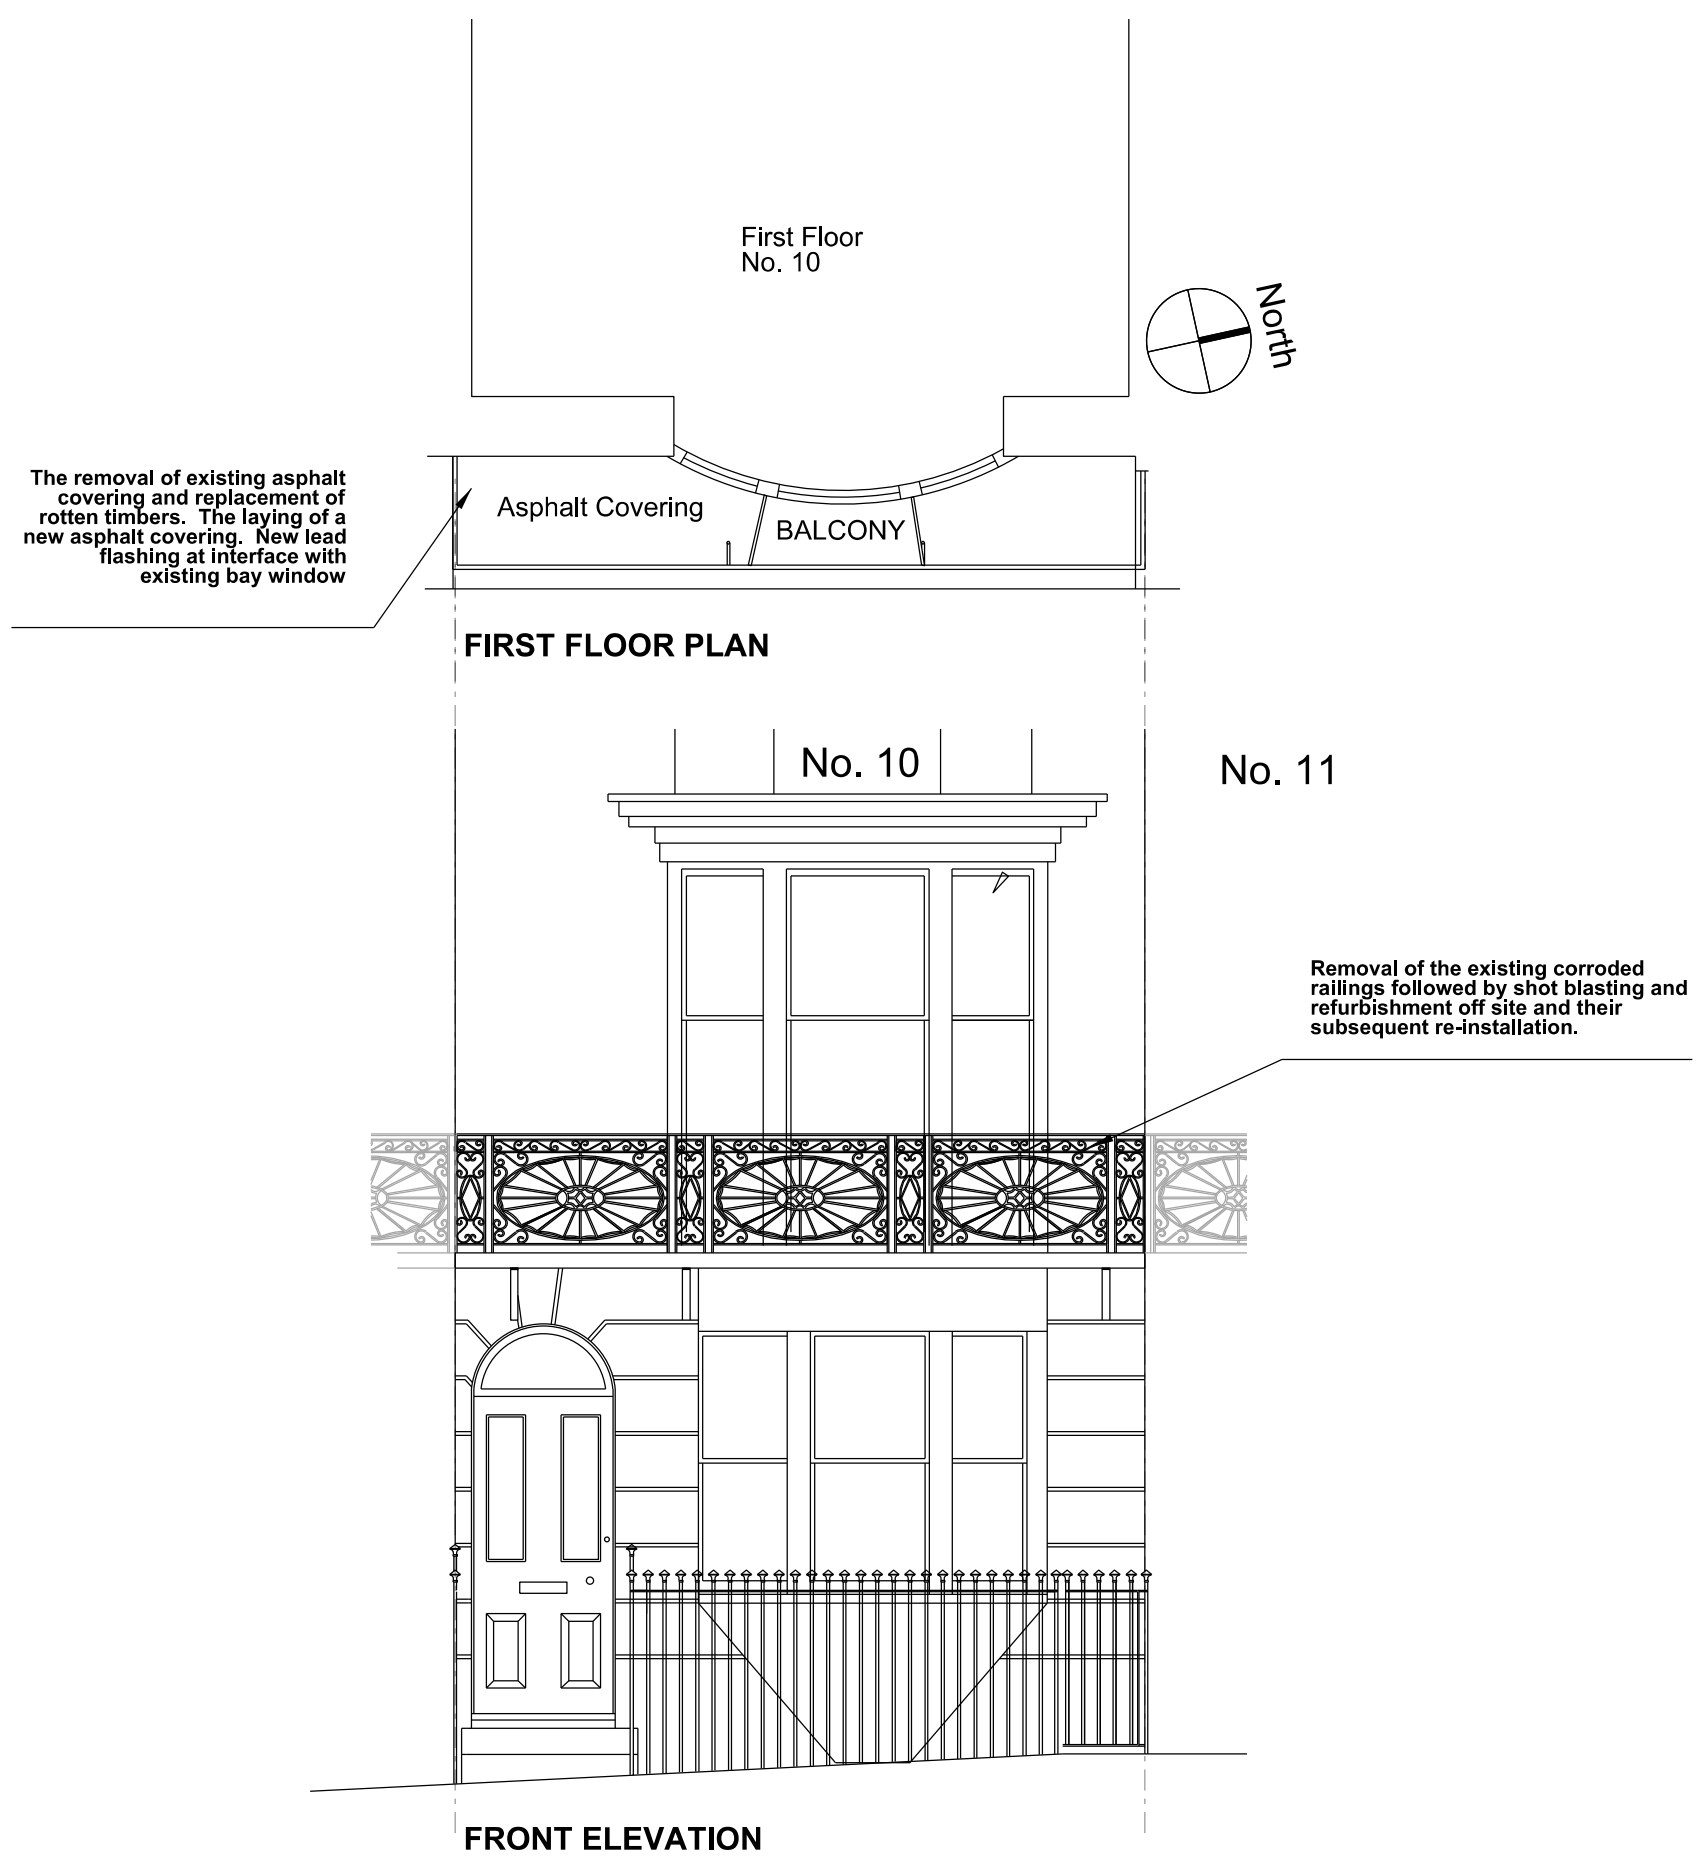 First Floor
No. 10
North
The removal of existing asphalt
covering and replacement of
rotten timbers.  The laying of a
new asphalt covering.  New lead
flashing at interface with
existing bay window
Asphalt Covering
BALCONY
FIRST FLOOR PLAN
No. 10
No. 11
Removal of the existing corroded
railings followed by shot blasting and
refurbishment off site and their
subsequent re-installation.
FRONT ELEVATION